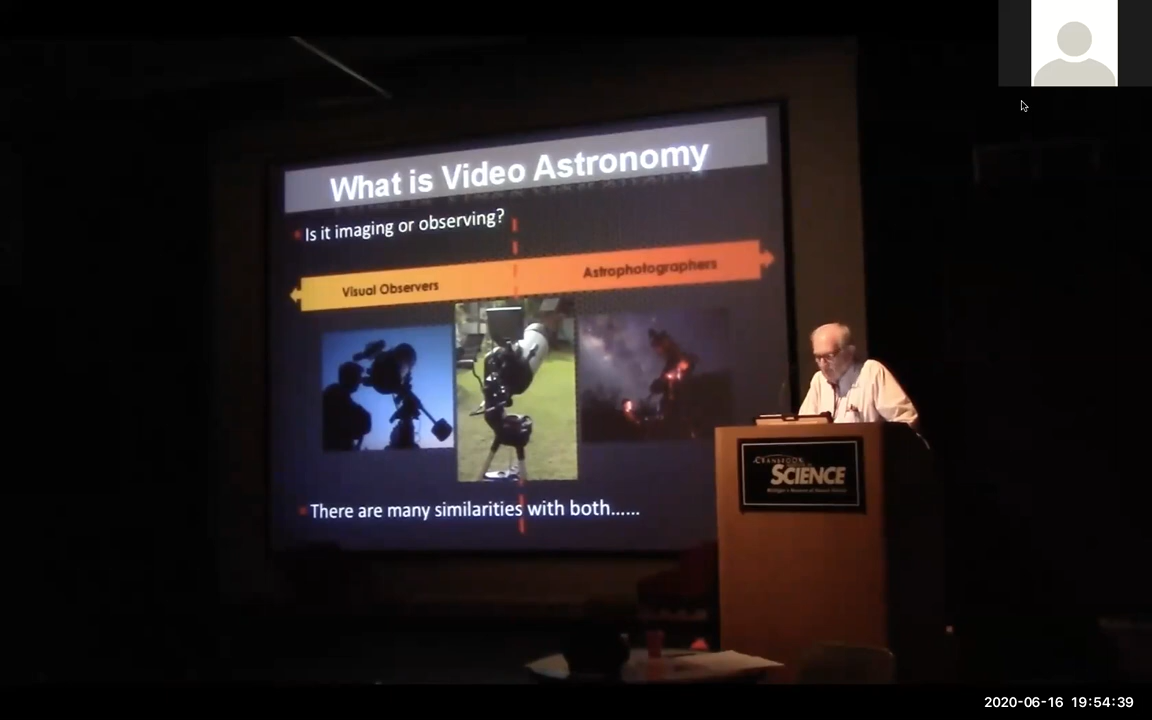 What is Video Astronomy
Is it imaging or observing?
Visual Observers
Astrophotographers
There are many similarities with both......
CRANBROOK
SCIENCE
2020-06-16 19:54:39